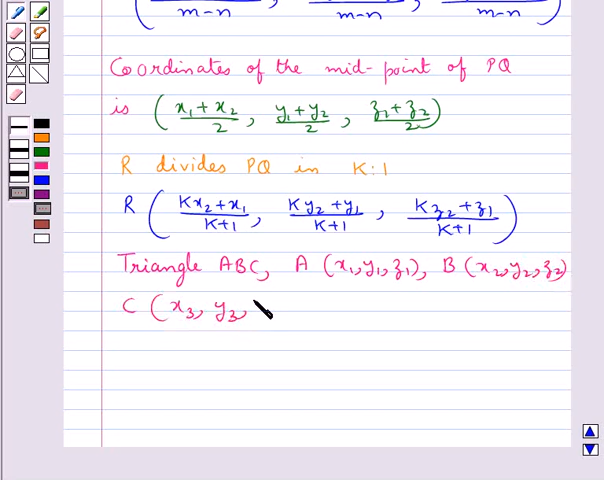 m-n m-n m-n
Coordinates of the mid-point of PQ
is (x₁+x₂/2, y₁+y₂/2, z₁+z₂/2)
R divides PQ in K:1
R (Kx₂+x₁/K+1, Ky₂+y₁/K+1, Kz₂+z₁/K+1)
Triangle ABC, A (x₁,y₁,z₁), B (x₂,y₂,z₂)
C (x₃, y₃,